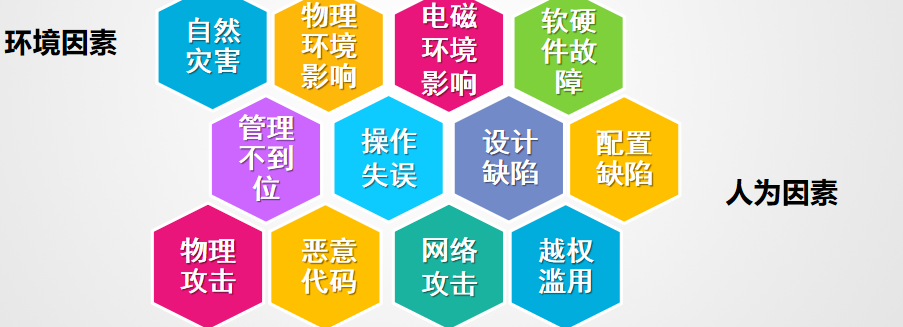 环境因素
自然
灾害
物理
环境
影响
电磁
环境
影响
软硬
件故
障
管理
不到
位
操作
失误
设计
缺陷
配置
缺陷
人为因素
物理
攻击
恶意
代码
网络
攻击
越权
滥用